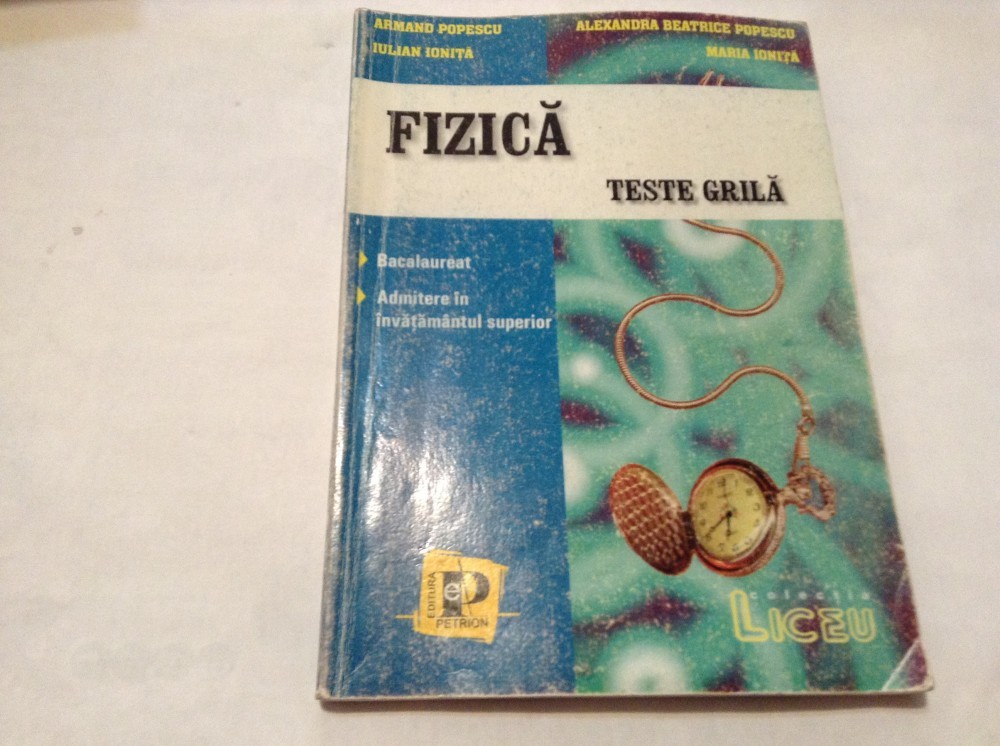 ARMAND POPESCU
ALEXANDRA BEATRICE POPESCU
IULIAN IONIȚĂ
MARIA IONIȚĂ
FIZICĂ
TESTE GRILĂ
Bacalaureat
Admitere în
învățământul superior
EDITURA
PETRION
colecția
LICEU